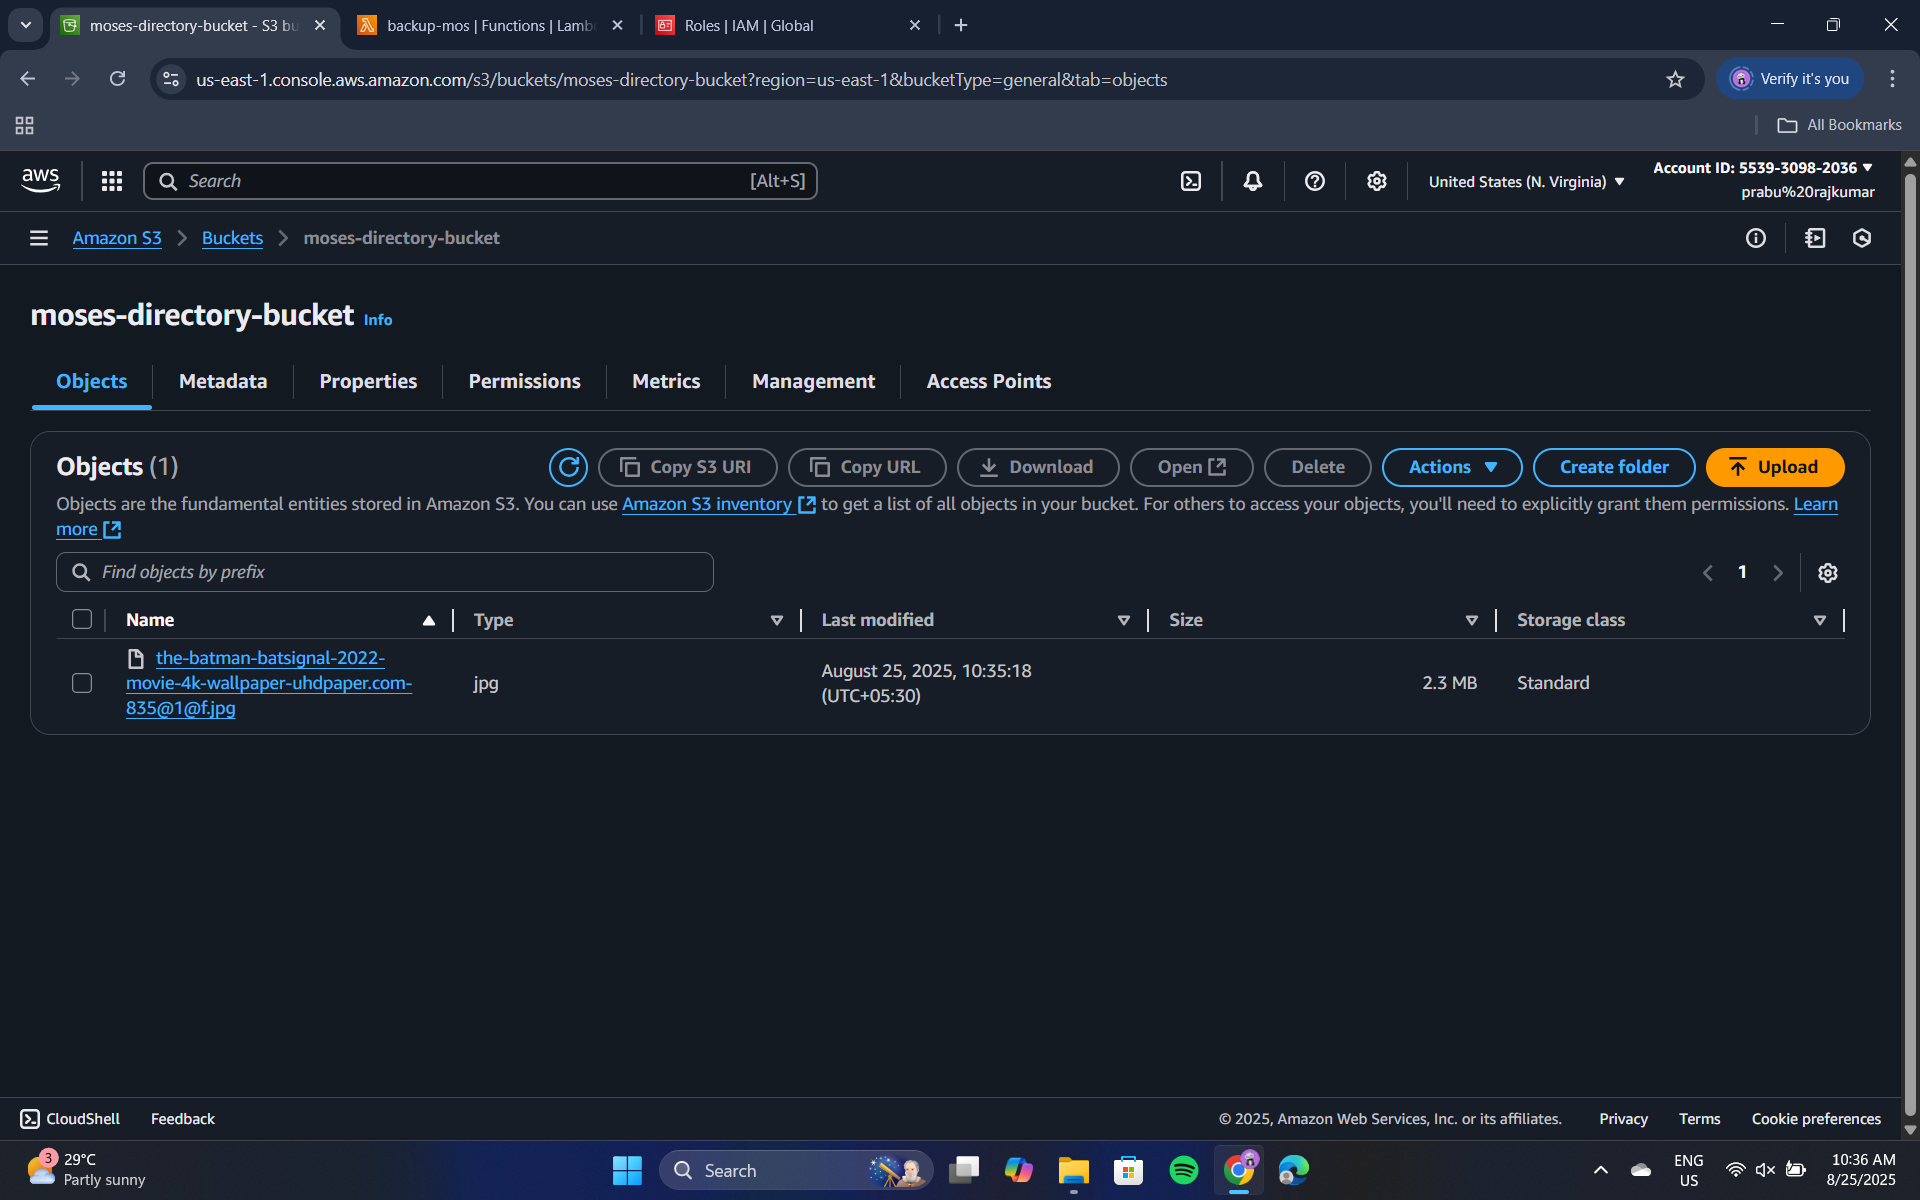 moses-directory-bucket - S3 bu
backup-mos | Functions | Lamb
Roles | IAM | Global
us-east-1.console.aws.amazon.com/s3/buckets/moses-directory-bucket?region=us-east-1&bucketType=general&tab=objects
Verify it's you
All Bookmarks
aws
Search
[Alt+S]
United States (N. Virginia)
Account ID: 5539-3098-2036
prabu%20rajkumar
Amazon S3
Buckets
moses-directory-bucket
moses-directory-bucket Info
Objects
Metadata
Properties
Permissions
Metrics
Management
Access Points
Objects (1)
Copy S3 URI
Copy URL
Download
Open
Delete
Actions
Create folder
Upload
Objects are the fundamental entities stored in Amazon S3. You can use Amazon S3 inventory to get a list of all objects in your bucket. For others to access your objects, you'll need to explicitly grant them permissions. Learn
more
Find objects by prefix
1
Name
Type
Last modified
Size
Storage class
the-batman-batsignal-2022-
movie-4k-wallpaper-uhdpaper.com-
835@1@f.jpg
jpg
August 25, 2025, 10:35:18
(UTC+05:30)
2.3 MB
Standard
CloudShell
Feedback
© 2025, Amazon Web Services, Inc. or its affiliates.
Privacy
Terms
Cookie preferences
3
29°C
Partly sunny
Search
ENG
US
10:36 AM
8/25/2025